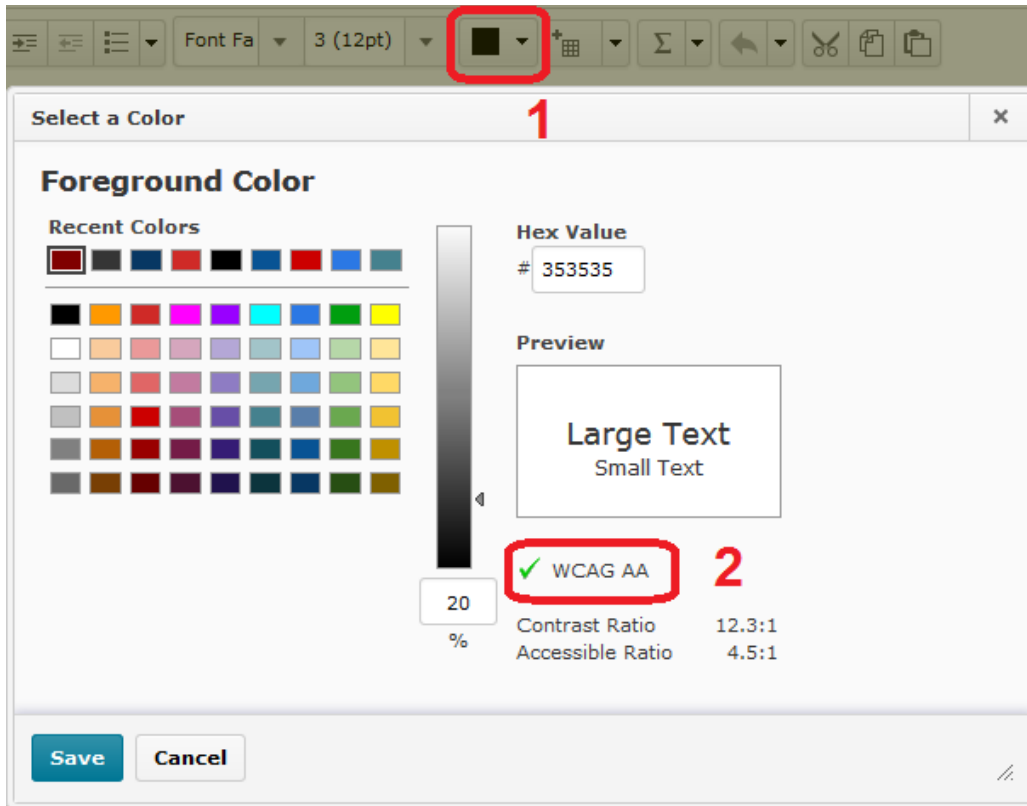 Font Fa 3 (12pt) Σ
1
Select a Color ×
Foreground Color
Recent Colors
Hex Value
# 353535
Preview
Large Text
Small Text
✓ WCAG AA
2
20
%
Contrast Ratio 12.3:1
Accessible Ratio 4.5:1
Save Cancel